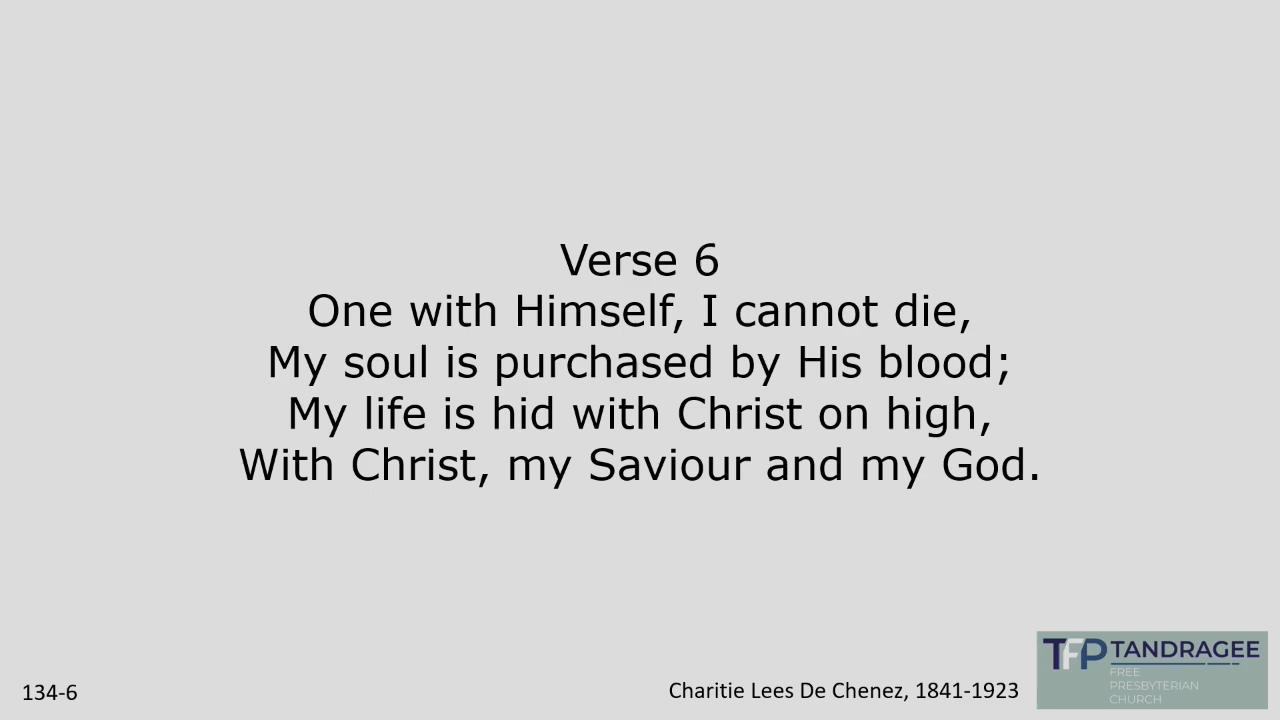 Verse 6
One with Himself, I cannot die,
My soul is purchased by His blood;
My life is hid with Christ on high,
With Christ, my Saviour and my God.
134-6
Charitie Lees De Chenez, 1841-1923
TFP TANDRAGEE
FREE
PRESBYTERIAN
CHURCH